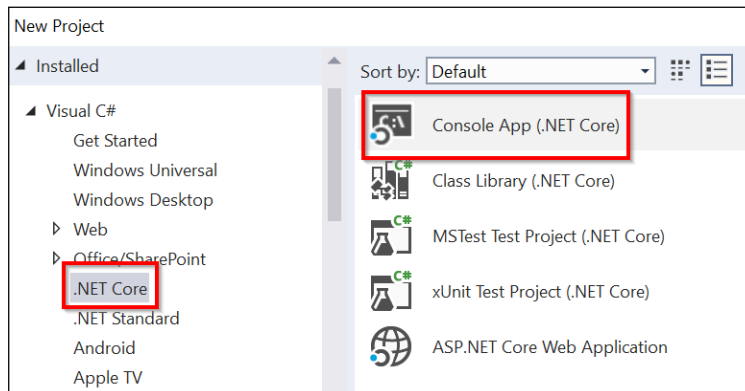 New Project
Installed
Visual C#
Get Started
Windows Universal
Windows Desktop
Web
Office/SharePoint
.NET Core
.NET Standard
Android
Apple TV
Sort by: Default
C:\
Console App (.NET Core)
C#
Class Library (.NET Core)
C#
MSTest Test Project (.NET Core)
C#
xUnit Test Project (.NET Core)
ASP.NET Core Web Application